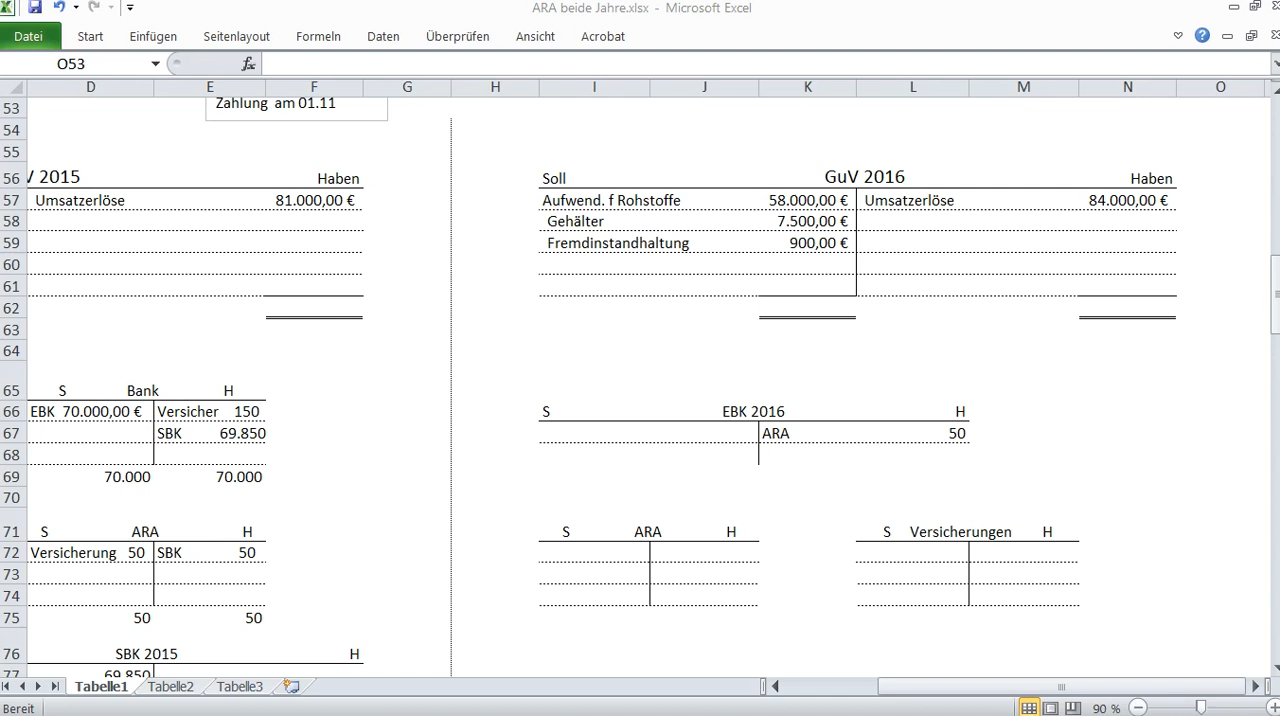 ARA beide Jahre.xlsx - Microsoft Excel
Datei Start Einfügen Seitenlayout Formeln Daten Überprüfen Ansicht Acrobat
O53 fx
D E F G H I J K L M N O
53 Zahlung am 01.11
54
55
56 V 2015 Haben Soll GuV 2016 Haben
57 Umsatzerlöse 81.000,00 € Aufwend. f Rohstoffe 58.000,00 € Umsatzerlöse 84.000,00 €
58 Gehälter 7.500,00 €
59 Fremdinstandhaltung 900,00 €
60
61
62
63
64
65 S Bank H
66 EBK 70.000,00 € Versicher 150 S EBK 2016 H
67 SBK 69.850 ARA 50
68
69 70.000 70.000
70
71 S ARA H S ARA H S Versicherungen H
72 Versicherung 50 SBK 50
73
74
75 50 50
76 SBK 2015 H
77 69.850
Tabelle1 Tabelle2 Tabelle3
Bereit 90 %